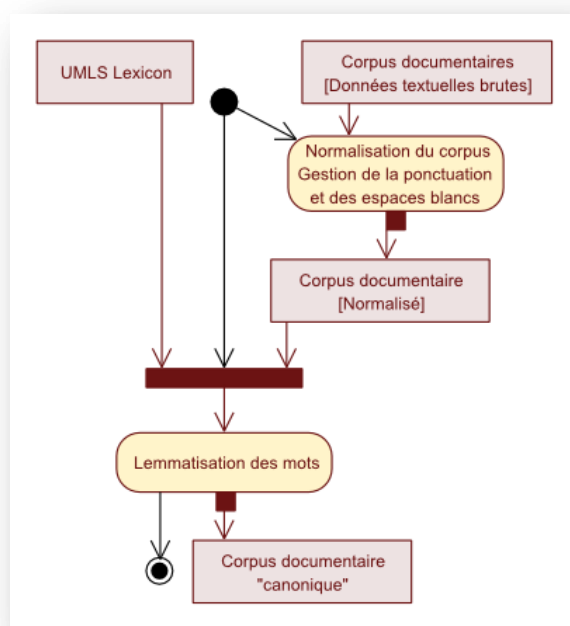 UMLS Lexicon
Corpus documentaires
[Données textuelles brutes]
Normalisation du corpus
Gestion de la ponctuation
et des espaces blancs
Corpus documentaire
[Normalisé]
Lemmatisation des mots
Corpus documentaire
"canonique"